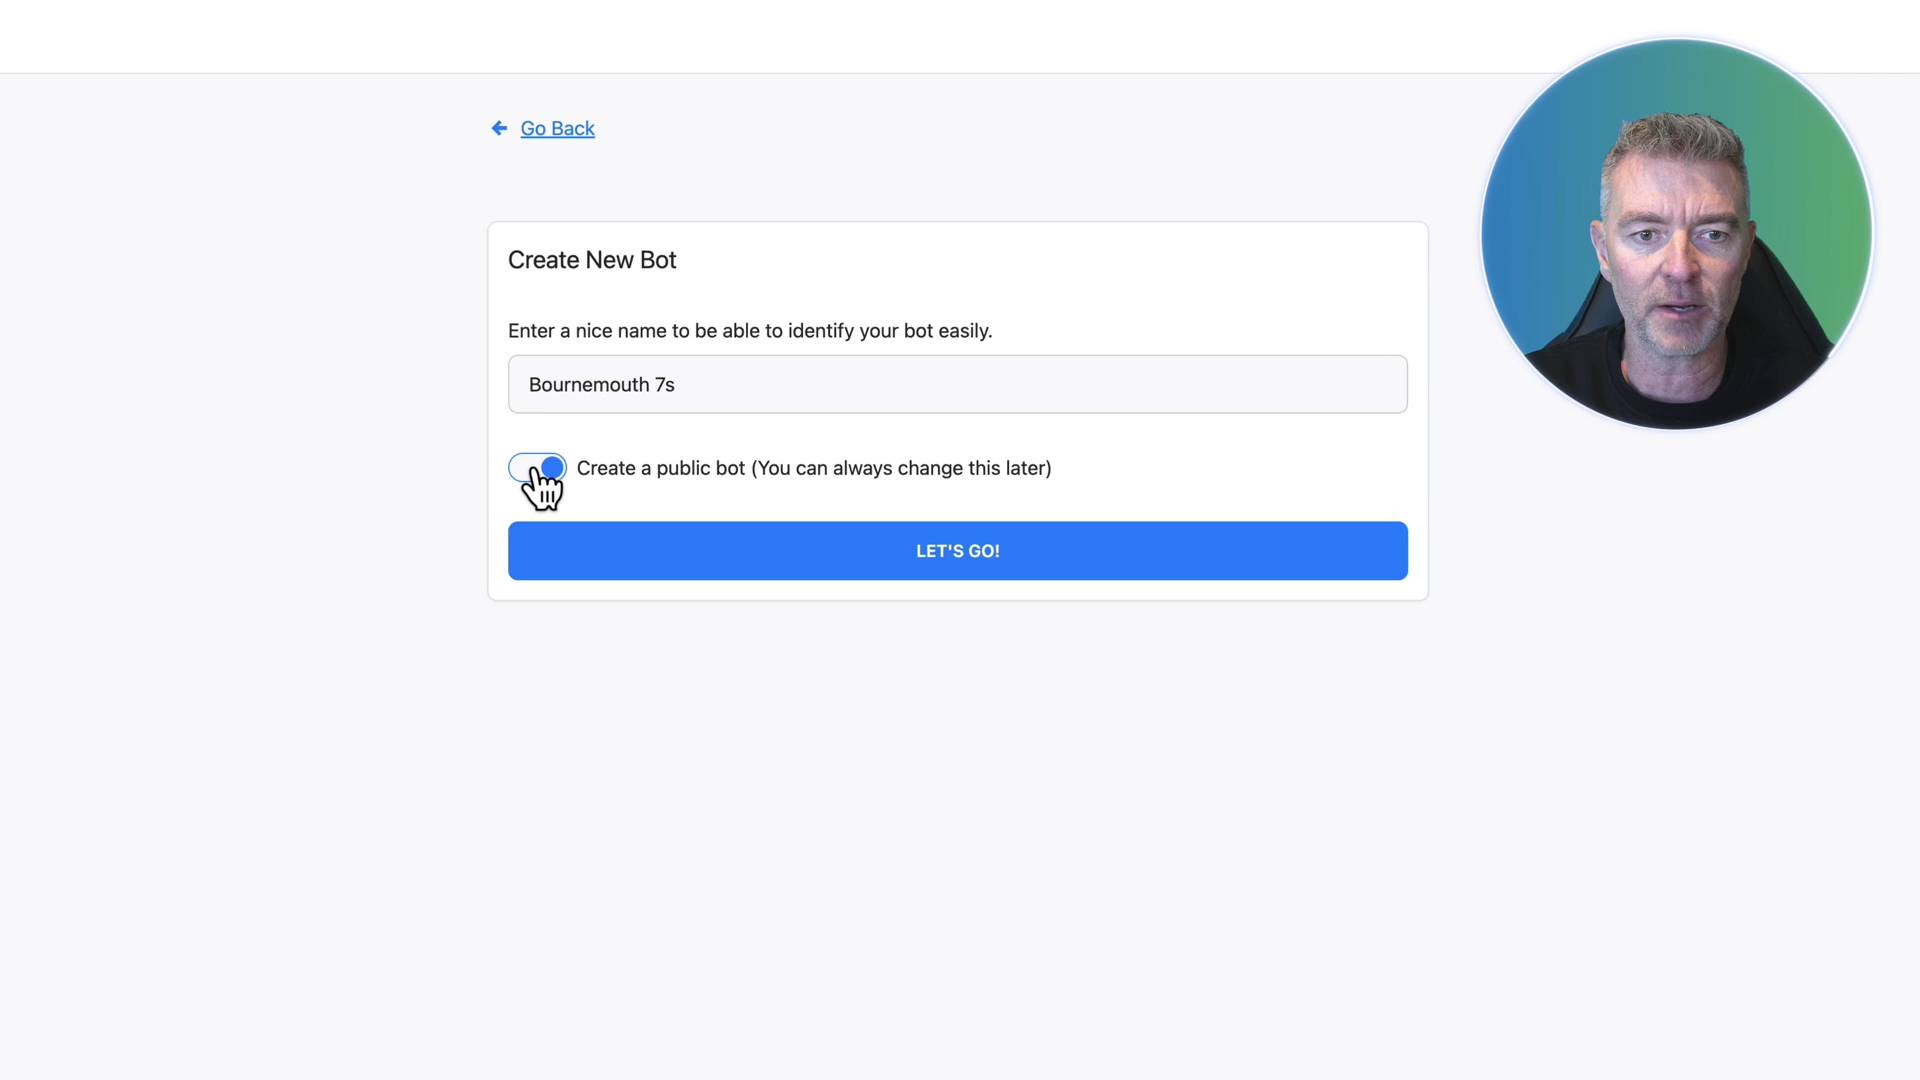 Go Back
Create New Bot
Enter a nice name to be able to identify your bot easily.
Bournemouth 7s
Create a public bot (You can always change this later)
LET'S GO!